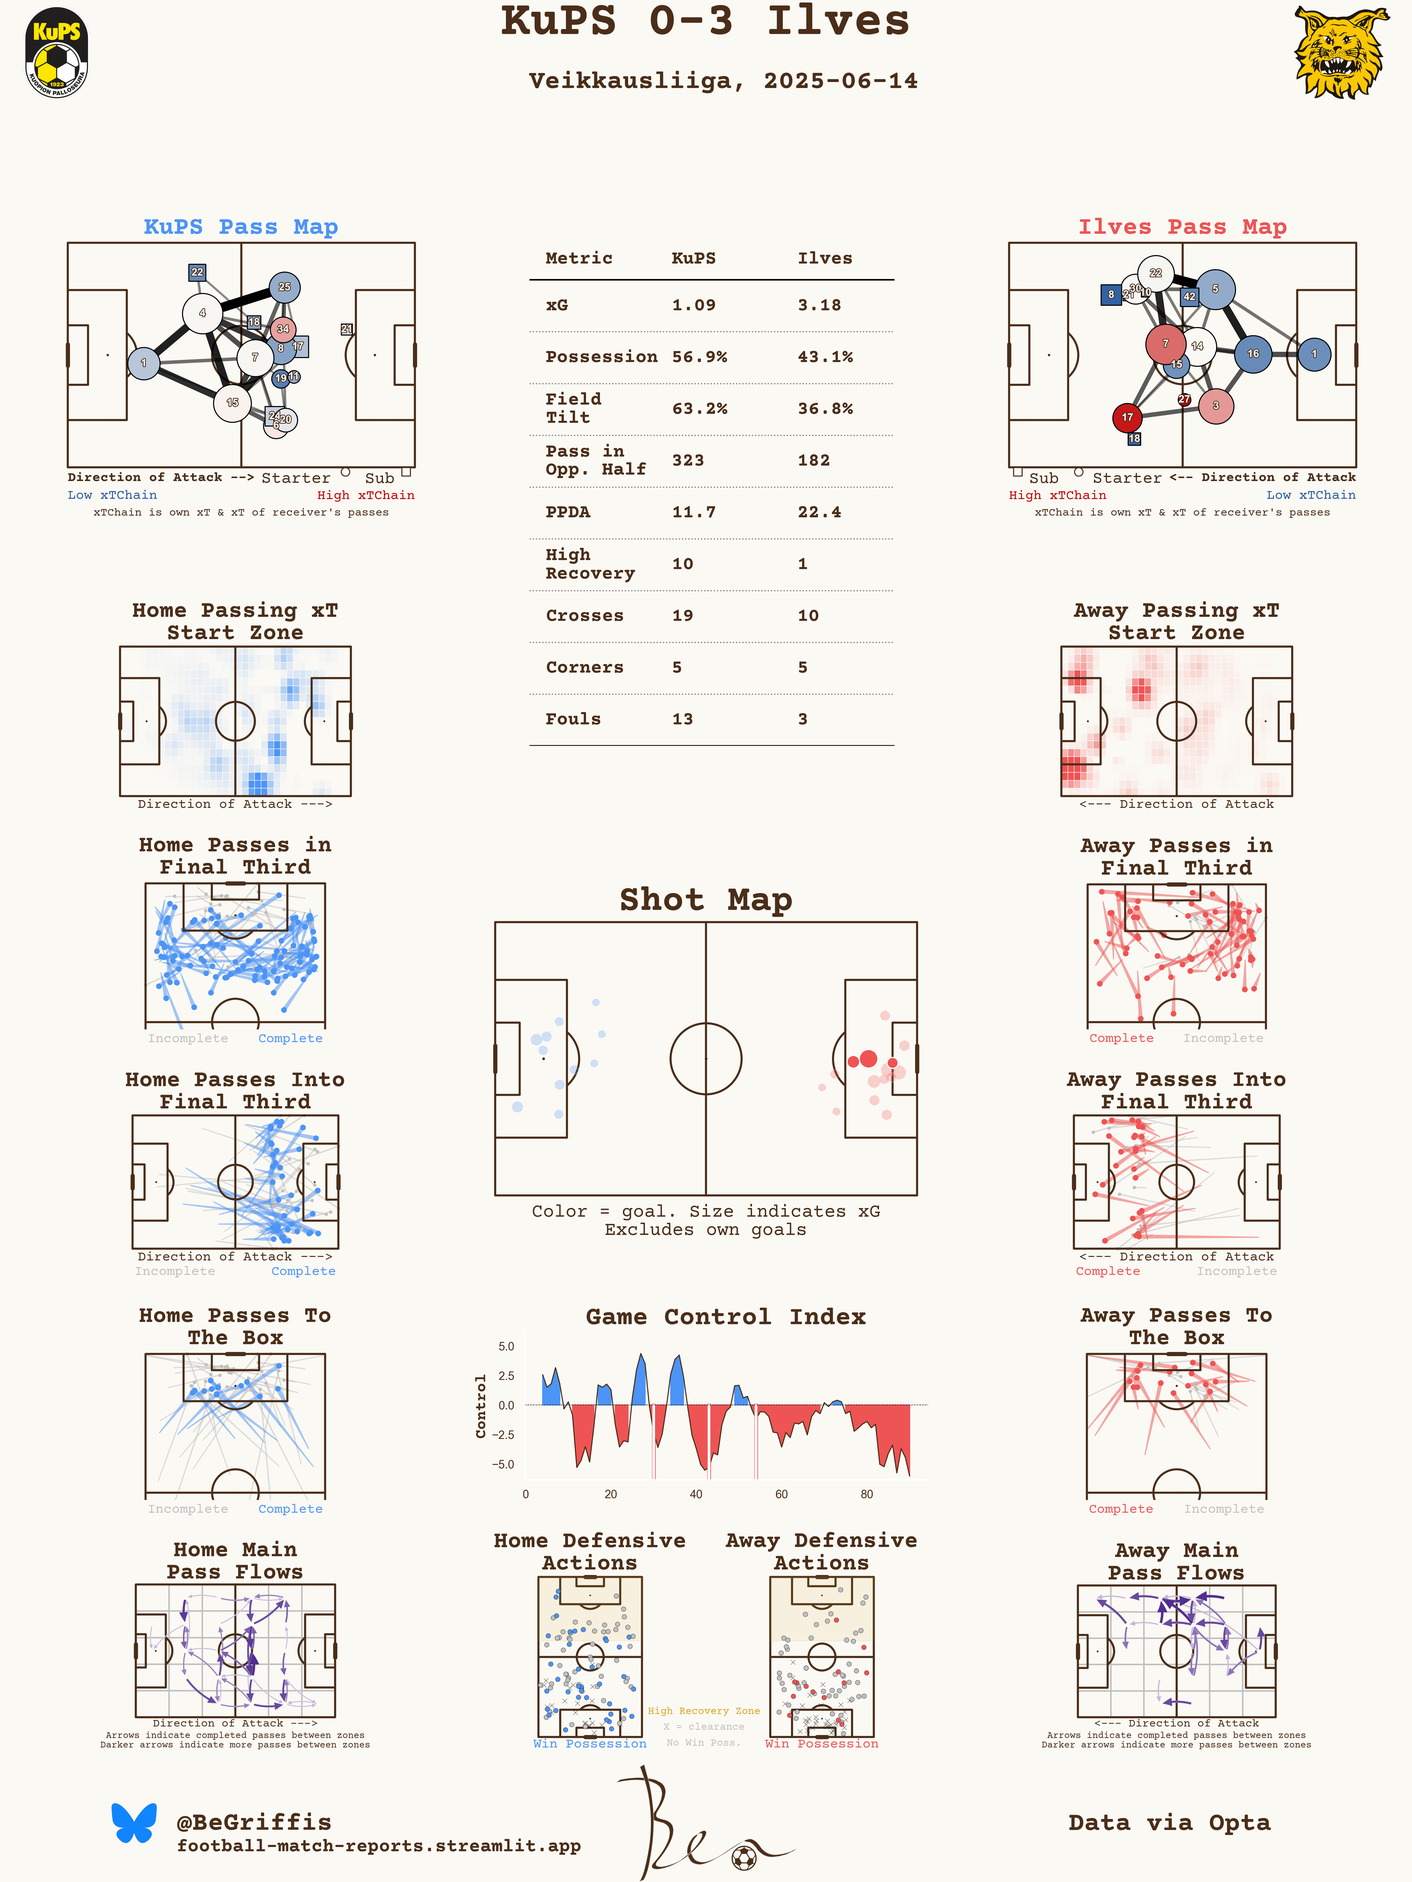 KuPS 0-3 Ilves
Veikkausliiga, 2025-06-14
KuPS
KUOPION PALLOSEURA
1923
KuPS Pass Map
22
25
4
18
34
21
8
17
7
1
19
11
15
24
20
6
Direction of Attack --> Starter Sub
Low xTChain High xTChain
xTChain is own xT & xT of receiver's passes
Metric KuPS Ilves
xG 1.09 3.18
Possession 56.9% 43.1%
Field
Tilt 63.2% 36.8%
Pass in
Opp. Half 323 182
PPDA 11.7 22.4
High
Recovery 10 1
Crosses 19 10
Corners 5 5
Fouls 13 3
Ilves Pass Map
22
30
8
21
10
42
5
7
14
15
16
1
27
3
17
18
Sub Starter <-- Direction of Attack
High xTChain Low xTChain
xTChain is own xT & xT of receiver's passes
Home Passing xT
Start Zone
Direction of Attack --->
Away Passing xT
Start Zone
<--- Direction of Attack
Home Passes in
Final Third
Incomplete Complete
Away Passes in
Final Third
Complete Incomplete
Shot Map
Color = goal. Size indicates xG
Excludes own goals
Home Passes Into
Final Third
Direction of Attack --->
Incomplete Complete
Away Passes Into
Final Third
<--- Direction of Attack
Complete Incomplete
Home Passes To
The Box
Incomplete Complete
Game Control Index
Control
5.0
2.5
0.0
−2.5
−5.0
0 20 40 60 80
Away Passes To
The Box
Complete Incomplete
Home Main
Pass Flows
Direction of Attack --->
Arrows indicate completed passes between zones
Darker arrows indicate more passes between zones
Home Defensive
Actions
Win Possession
Away Defensive
Actions
Win Possession
High Recovery Zone
X = clearance
No Win Poss.
Away Main
Pass Flows
<--- Direction of Attack
Arrows indicate completed passes between zones
Darker arrows indicate more passes between zones
@BeGriffis
football-match-reports.streamlit.app
Ben
Data via Opta